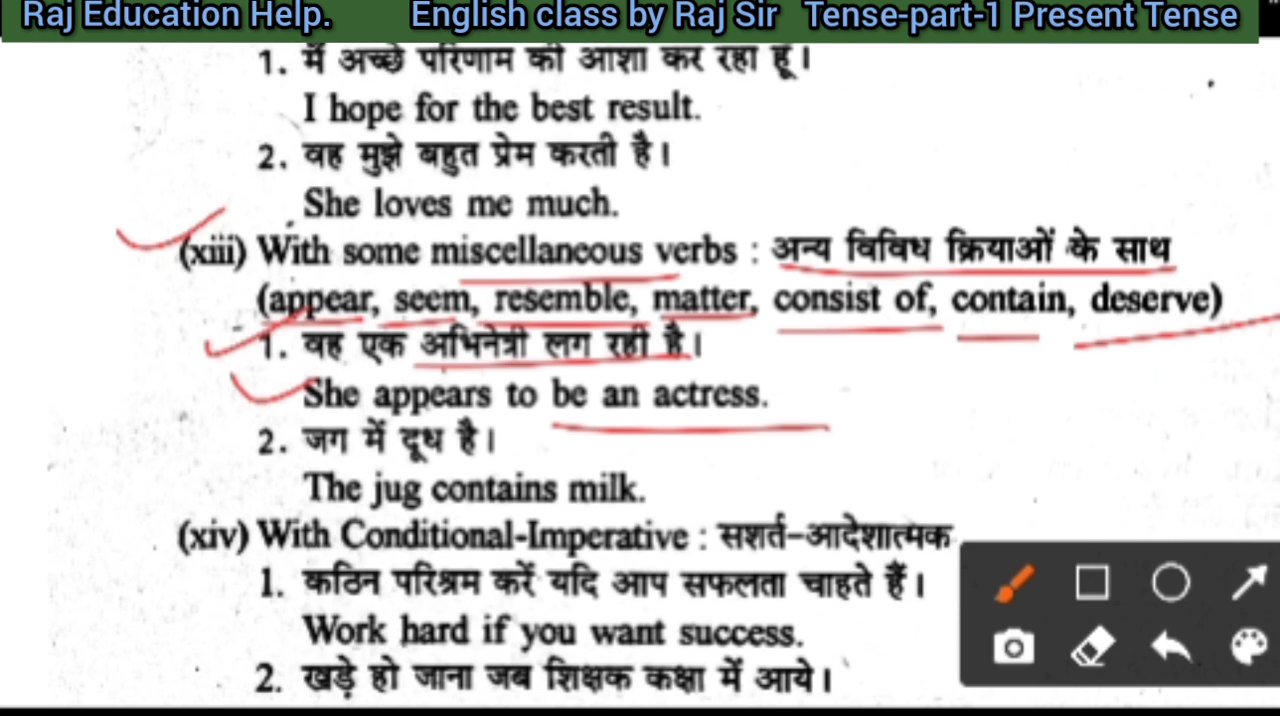 Raj Education Help. English class by Raj Sir Tense-part-1 Present Tense
1. मैं अच्छे परिणाम की आशा कर रहा हूँ।
I hope for the best result.
2. वह मुझे बहुत प्रेम करती है।
She loves me much.
(xiii) With some miscellaneous verbs : अन्य विविध क्रियाओं के साथ
(appear, seem, resemble, matter, consist of, contain, deserve)
1. वह एक अभिनेत्री लग रही है।
She appears to be an actress.
2. जग में दूध है।
The jug contains milk.
(xiv) With Conditional-Imperative : सशर्त-आदेशात्मक
1. कठिन परिश्रम करें यदि आप सफलता चाहते हैं।
Work hard if you want success.
2. खड़े हो जाना जब शिक्षक कक्षा में आये।